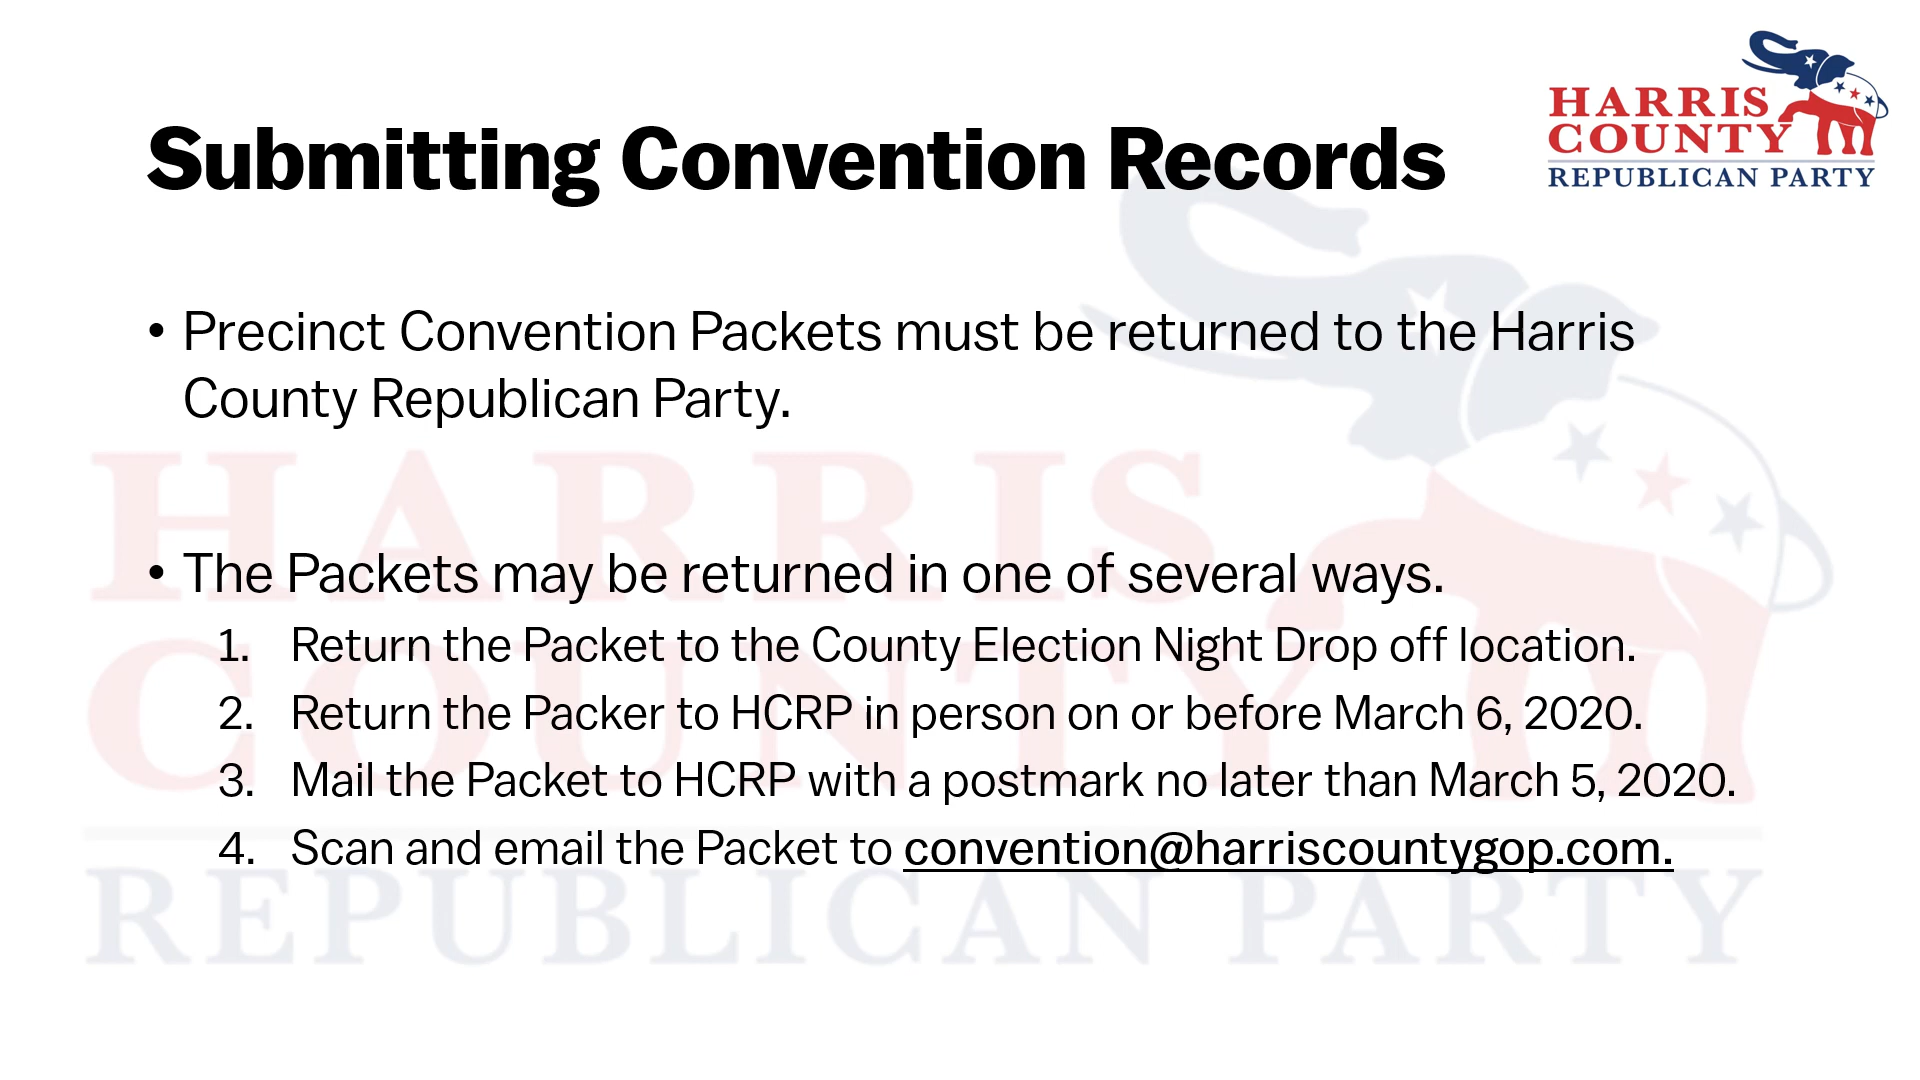 HARRIS
COUNTY
REPUBLICAN PARTY
Submitting Convention Records
• Precinct Convention Packets must be returned to the Harris
County Republican Party.
• The Packets may be returned in one of several ways.
1. Return the Packet to the County Election Night Drop off location.
2. Return the Packer to HCRP in person on or before March 6, 2020.
3. Mail the Packet to HCRP with a postmark no later than March 5, 2020.
4. Scan and email the Packet to convention@harriscountygop.com.
HARRIS
COUNTY
REPUBLICAN PARTY